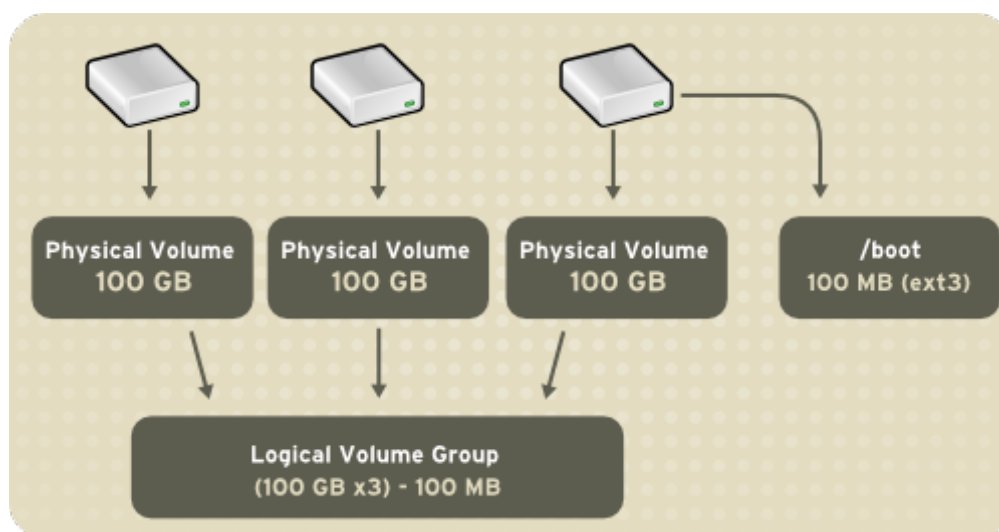 Physical Volume
100 GB
Physical Volume
100 GB
Physical Volume
100 GB
/boot
100 MB (ext3)
Logical Volume Group
(100 GB x3) - 100 MB